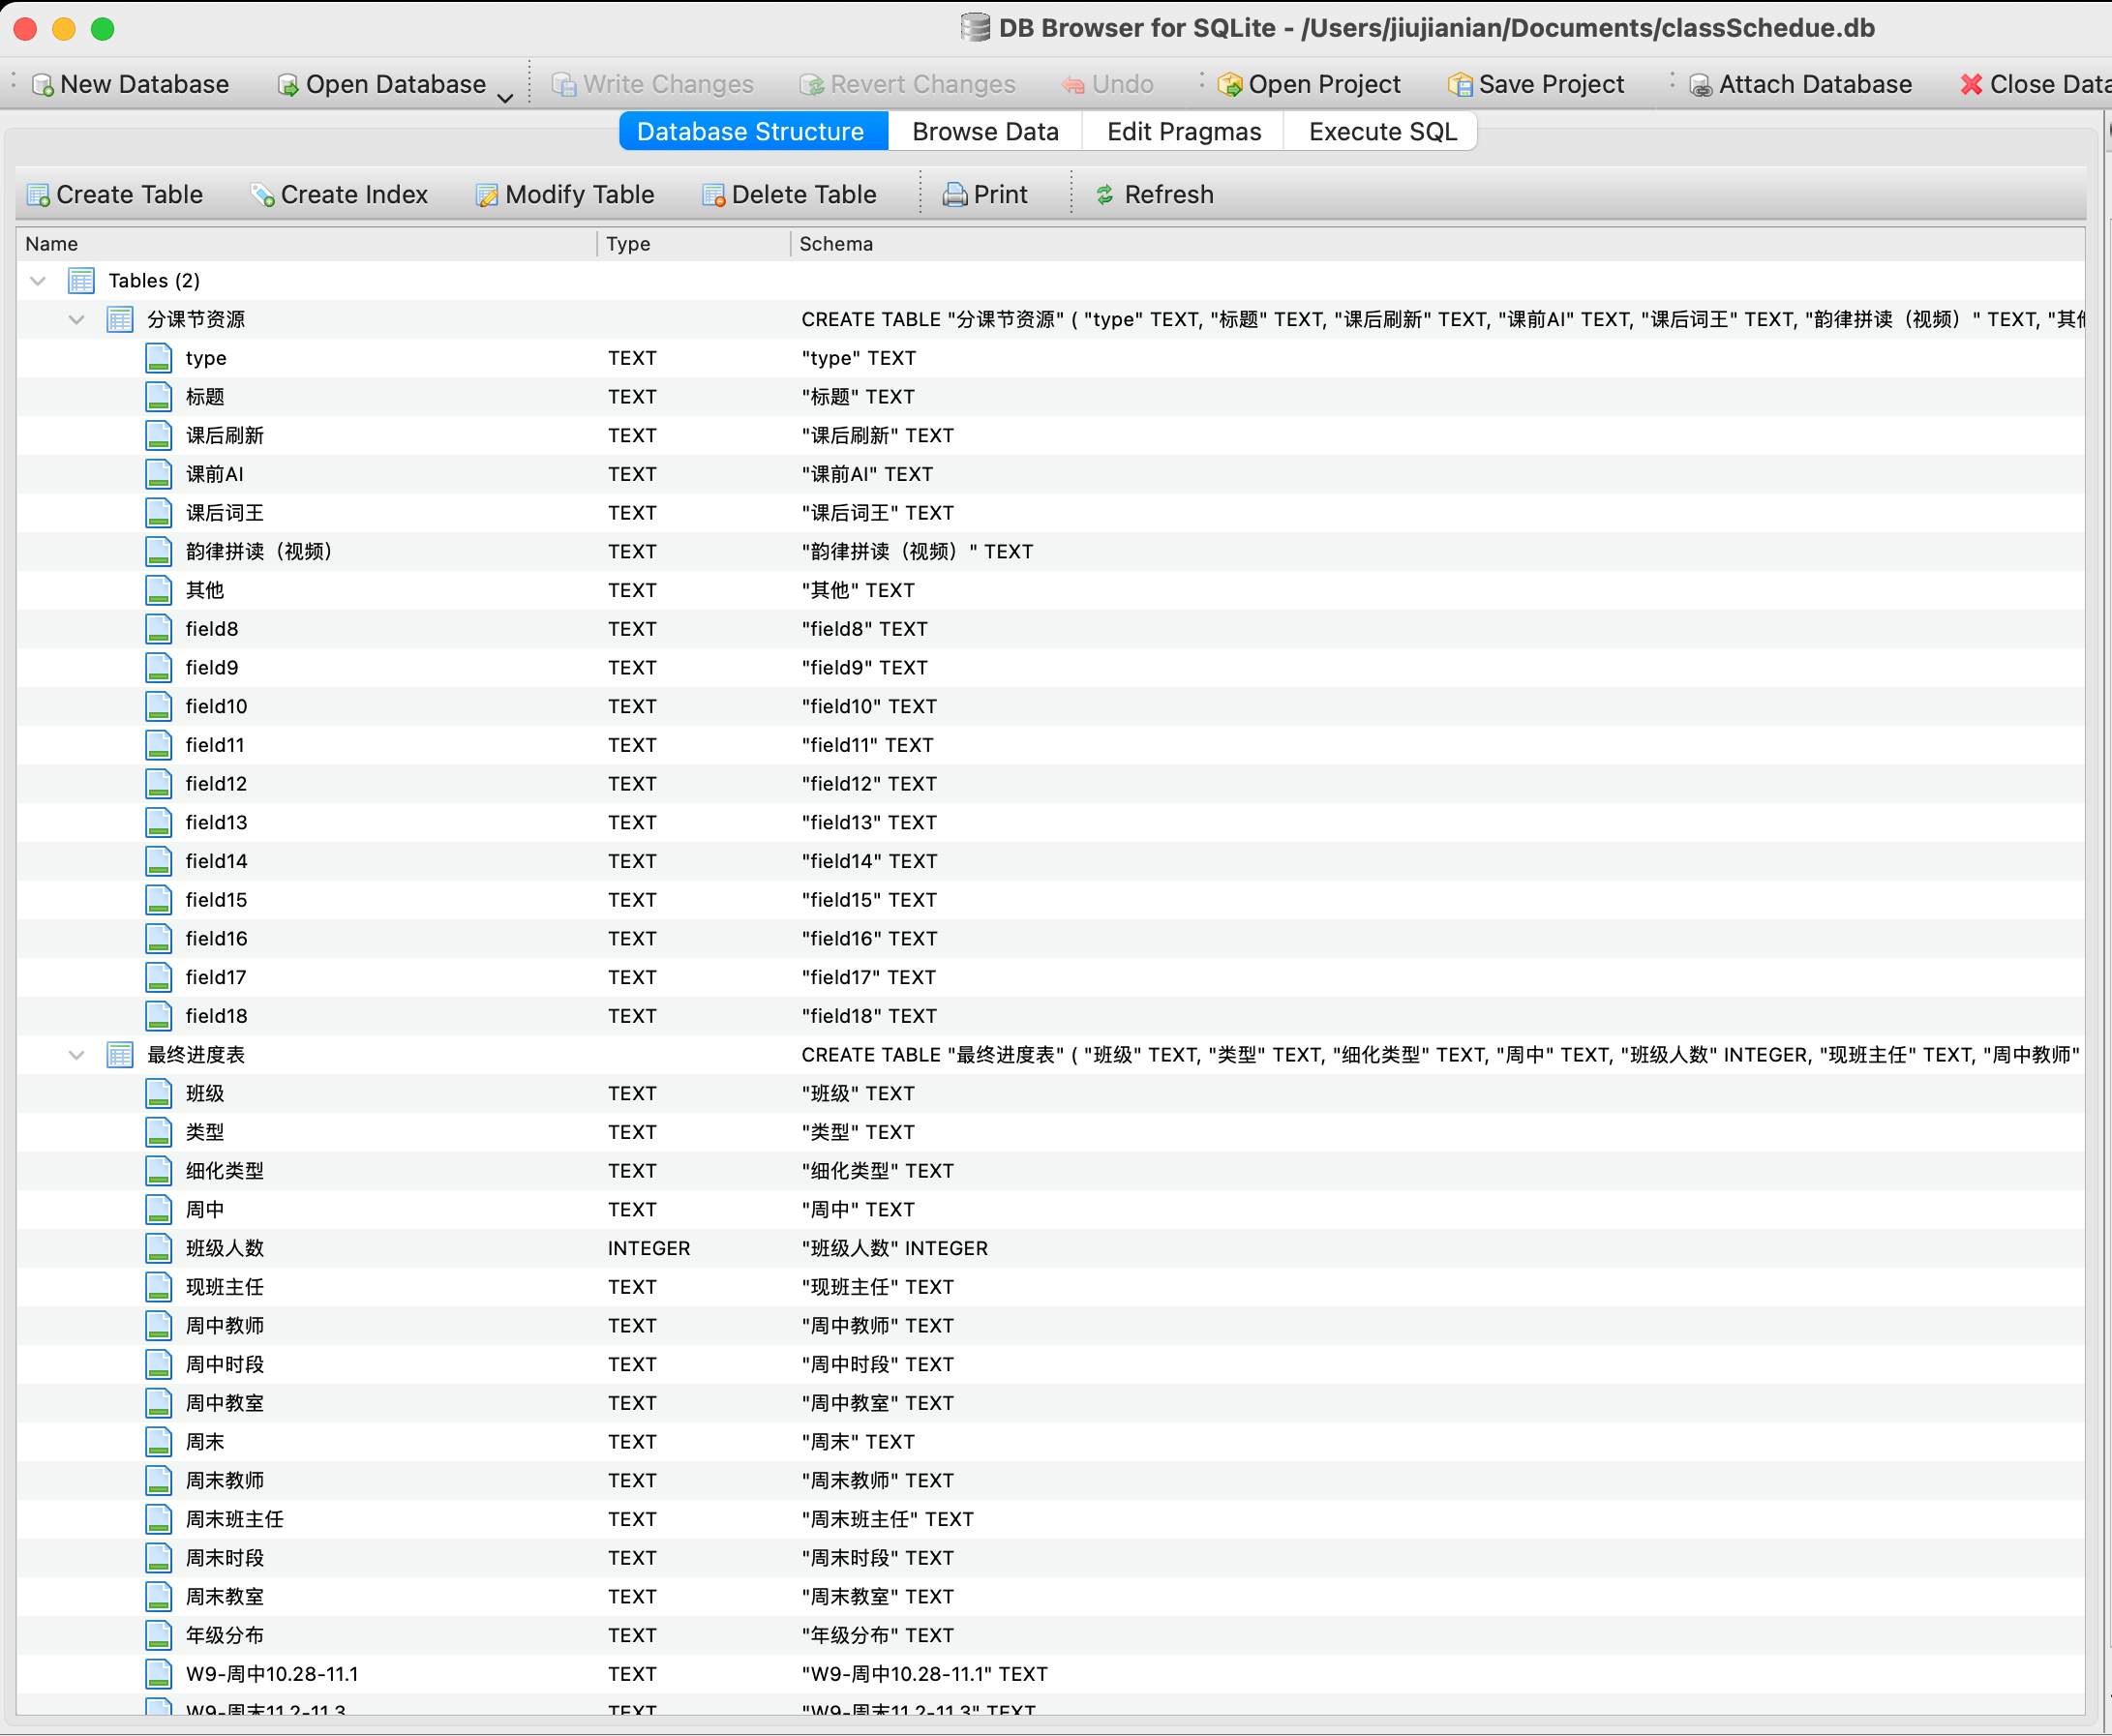 DB Browser for SQLite - /Users/jiujianian/Documents/classSchedue.db
New Database Open Database Write Changes Revert Changes Undo Open Project Save Project Attach Database Close Data
Database Structure Browse Data Edit Pragmas Execute SQL
Create Table Create Index Modify Table Delete Table Print Refresh
Name Type Schema
Tables (2)
分课节资源 CREATE TABLE "分课节资源" ( "type" TEXT, "标题" TEXT, "课后刷新" TEXT, "课前AI" TEXT, "课后词王" TEXT, "韵律拼读（视频）" TEXT, "其他
type TEXT "type" TEXT
标题 TEXT "标题" TEXT
课后刷新 TEXT "课后刷新" TEXT
课前AI TEXT "课前AI" TEXT
课后词王 TEXT "课后词王" TEXT
韵律拼读（视频） TEXT "韵律拼读（视频）" TEXT
其他 TEXT "其他" TEXT
field8 TEXT "field8" TEXT
field9 TEXT "field9" TEXT
field10 TEXT "field10" TEXT
field11 TEXT "field11" TEXT
field12 TEXT "field12" TEXT
field13 TEXT "field13" TEXT
field14 TEXT "field14" TEXT
field15 TEXT "field15" TEXT
field16 TEXT "field16" TEXT
field17 TEXT "field17" TEXT
field18 TEXT "field18" TEXT
最终进度表 CREATE TABLE "最终进度表" ( "班级" TEXT, "类型" TEXT, "细化类型" TEXT, "周中" TEXT, "班级人数" INTEGER, "现班主任" TEXT, "周中教师"
班级 TEXT "班级" TEXT
类型 TEXT "类型" TEXT
细化类型 TEXT "细化类型" TEXT
周中 TEXT "周中" TEXT
班级人数 INTEGER "班级人数" INTEGER
现班主任 TEXT "现班主任" TEXT
周中教师 TEXT "周中教师" TEXT
周中时段 TEXT "周中时段" TEXT
周中教室 TEXT "周中教室" TEXT
周末 TEXT "周末" TEXT
周末教师 TEXT "周末教师" TEXT
周末班主任 TEXT "周末班主任" TEXT
周末时段 TEXT "周末时段" TEXT
周末教室 TEXT "周末教室" TEXT
年级分布 TEXT "年级分布" TEXT
W9-周中10.28-11.1 TEXT "W9-周中10.28-11.1" TEXT
W9-周末11.2-11.3 TEXT "W9-周末11.2-11.3" TEXT